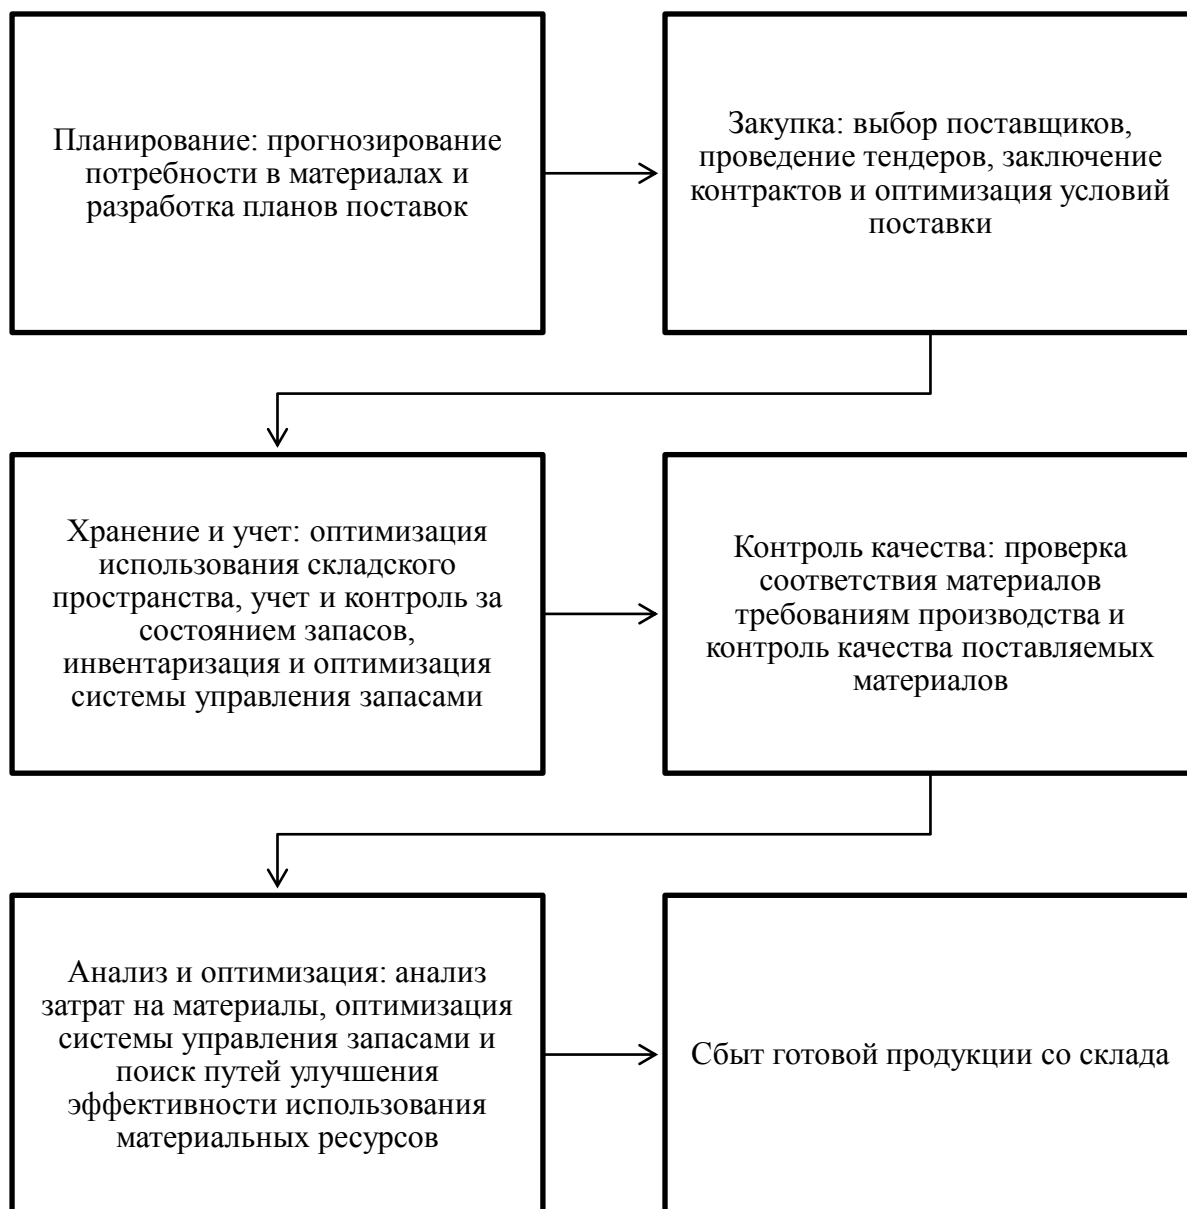 Планирование: прогнозирование
потребности в материалах и
разработка планов поставок
Закупка: выбор поставщиков,
проведение тендеров, заключение
контрактов и оптимизация условий
поставки
Хранение и учет: оптимизация
использования складского
пространства, учет и контроль за
состоянием запасов,
инвентаризация и оптимизация
системы управления запасами
Контроль качества: проверка
соответствия материалов
требованиям производства и
контроль качества поставляемых
материалов
Анализ и оптимизация: анализ
затрат на материалы, оптимизация
системы управления запасами и
поиск путей улучшения
эффективности использования
материальных ресурсов
Сбыт готовой продукции со склада